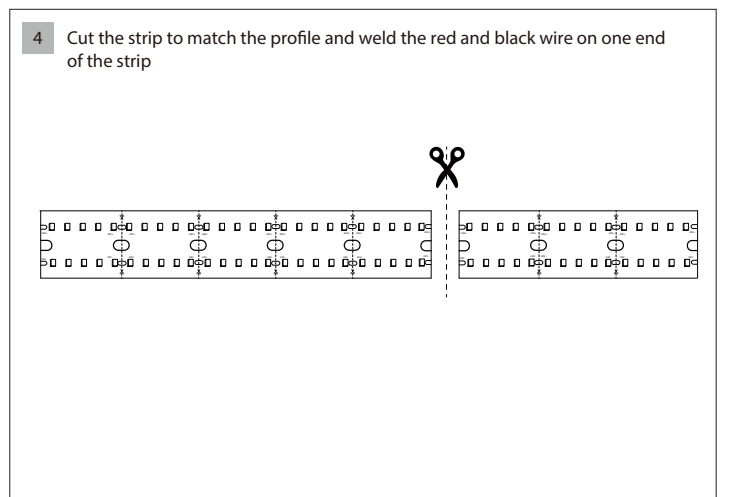 4 Cut the strip to match the profile and weld the red and black wire on one end
of the strip